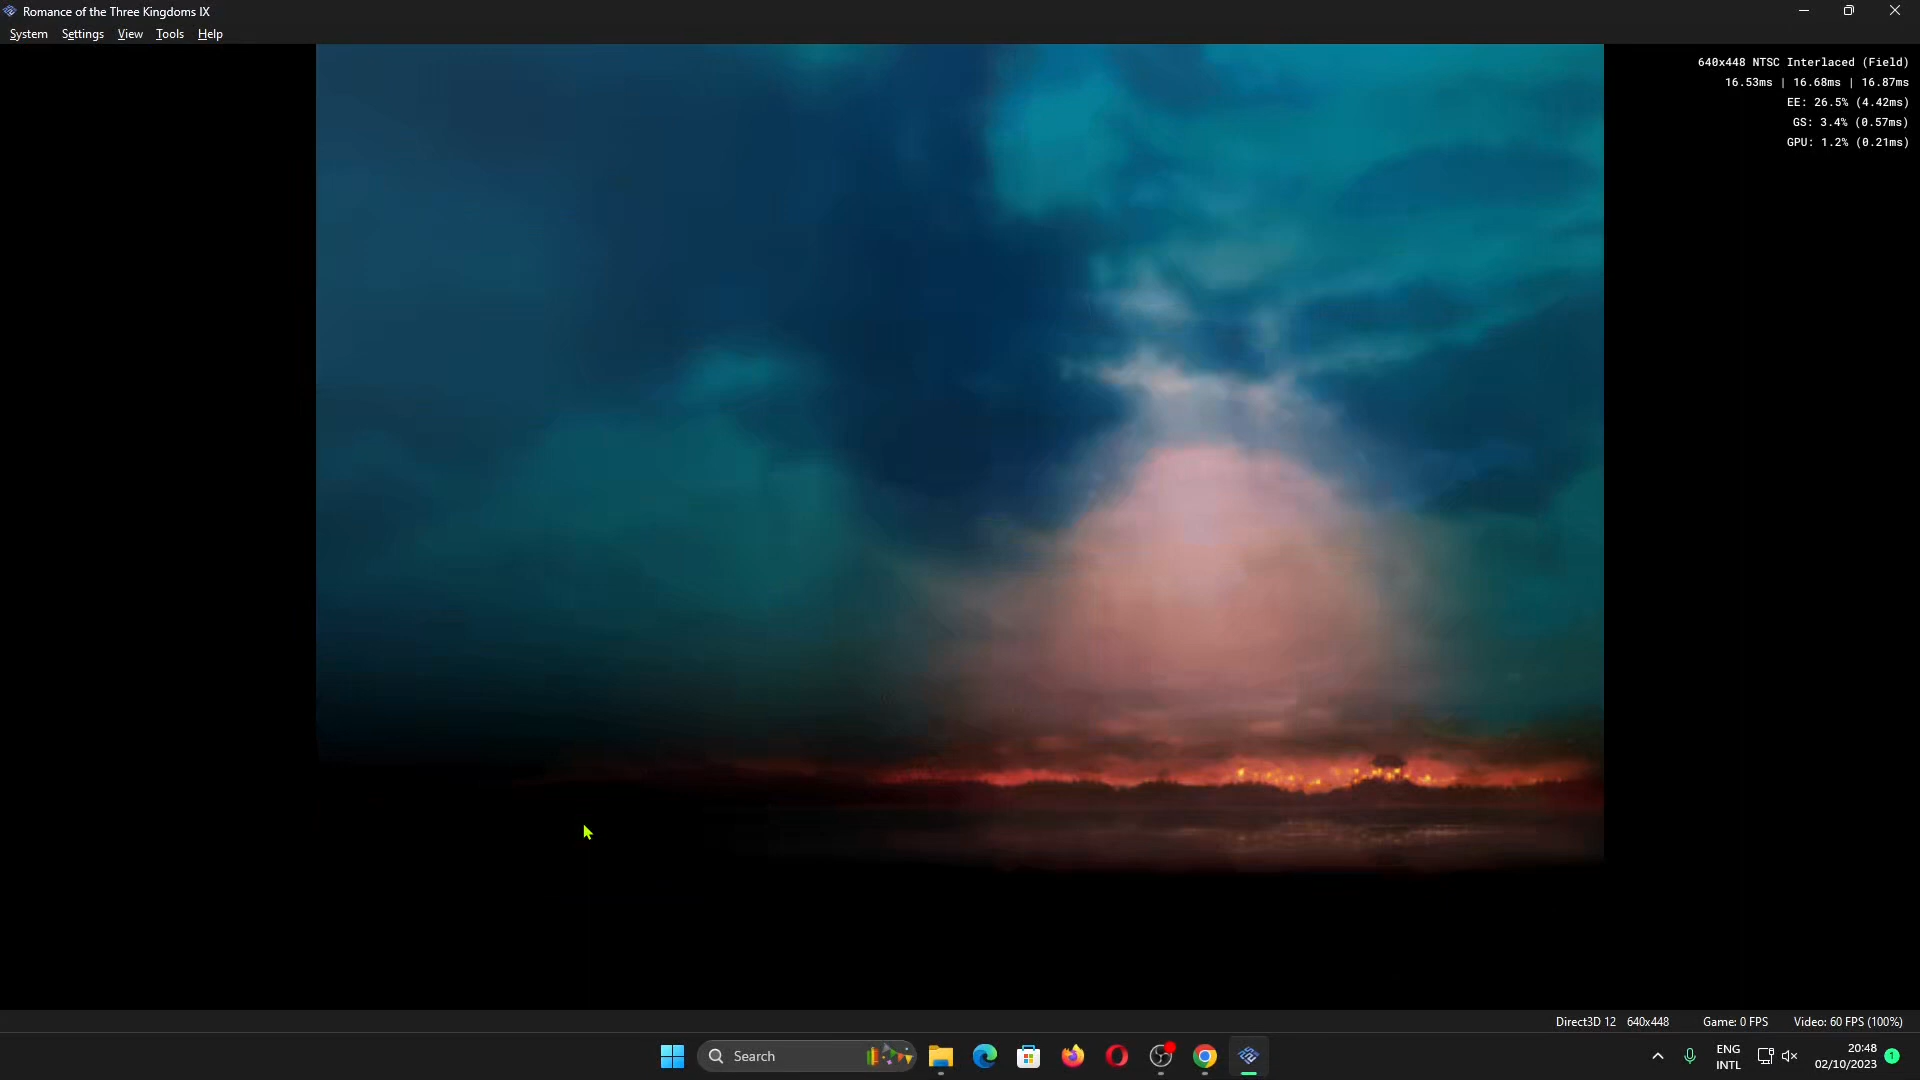 Romance of the Three Kingdoms IX
System Settings View Tools Help
640x448 NTSC Interlaced (Field)
16.53ms | 16.68ms | 16.87ms
EE: 26.5% (4.42ms)
GS: 3.4% (0.57ms)
GPU: 1.2% (0.21ms)
Direct3D 12 640x448 Game: 0 FPS Video: 60 FPS (100%)
Search
ENG
INTL
20:48
02/10/2023
1